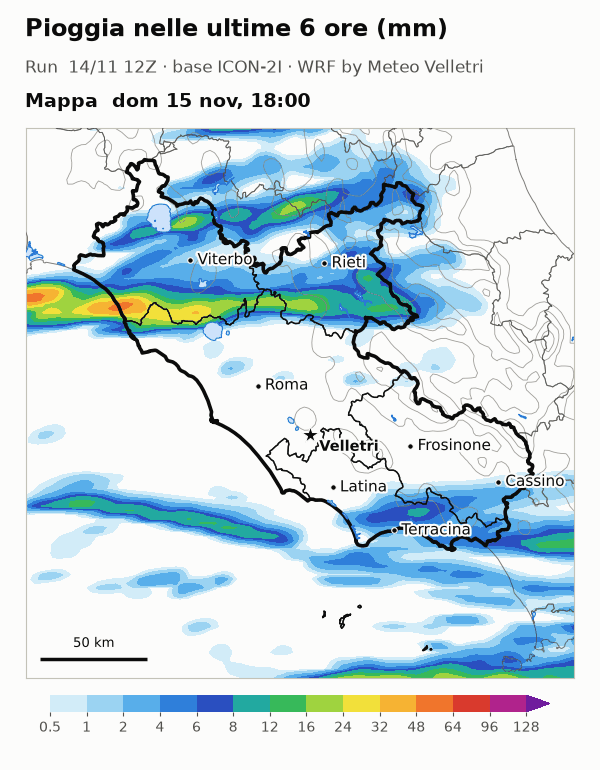 Pioggia nelle ultime 6 ore (mm)
Run  14/11 12Z · base ICON-2I · WRF by Meteo Velletri
Mappa  dom 15 nov, 18:00
Viterbo
Rieti
Roma
Velletri
Frosinone
Latina
Cassino
Terracina
50 km
0.5 1 2 4 6 8 12 16 24 32 48 64 96 128